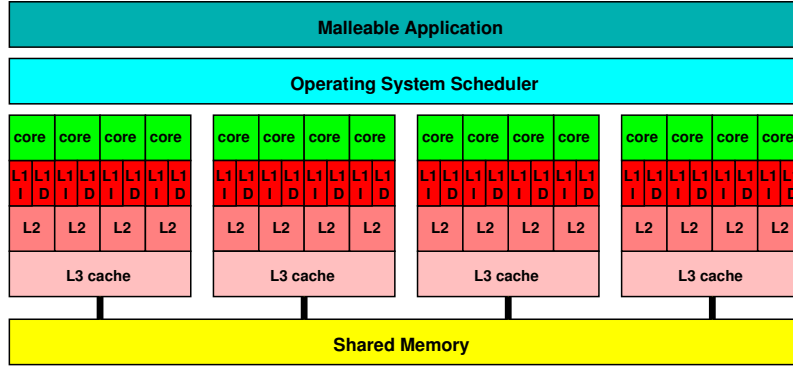 Malleable Application
Operating System Scheduler
core core core core core core core core core core core core core core core core
L1 L1 L1 L1 L1 L1 L1 L1 L1 L1 L1 L1 L1 L1 L1 L1 L1 L1 L1 L1 L1 L1 L1 L1 L1 L1 L1 L1 L1 L1 L1 L1
I D I D I D I D I D I D I D I D I D I D I D I D I D I D I D I D
L2 L2 L2 L2 L2 L2 L2 L2 L2 L2 L2 L2 L2 L2 L2 L2
L3 cache L3 cache L3 cache L3 cache
Shared Memory